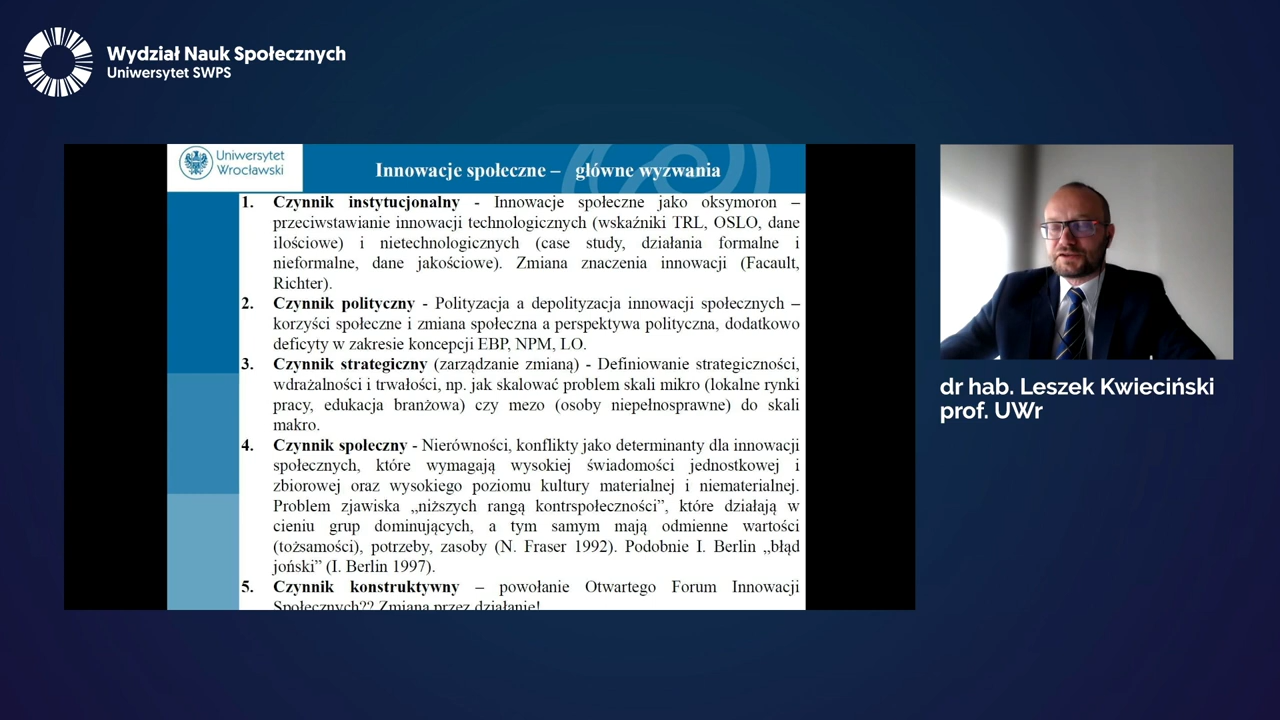 Wydział Nauk Społecznych
Uniwersytet SWPS
Uniwersytet
Wrocławski
Innowacje społeczne – główne wyzwania
1. Czynnik instytucjonalny - Innowacje społeczne jako oksymoron –
przeciwstawianie innowacji technologicznych (wskaźniki TRL, OSLO, dane
ilościowe) i nietechnologicznych (case study, działania formalne i
nieformalne, dane jakościowe). Zmiana znaczenia innowacji (Facault,
Richter).
2. Czynnik polityczny - Polityzacja a depolityzacja innowacji społecznych –
korzyści społeczne i zmiana społeczna a perspektywa polityczna, dodatkowo
deficyty w zakresie koncepcji EBP, NPM, LO.
3. Czynnik strategiczny (zarządzanie zmianą) - Definiowanie strategiczności,
wdrażalności i trwałości, np. jak skalować problem skali mikro (lokalne rynki
pracy, edukacja branżowa) czy mezo (osoby niepełnosprawne) do skali
makro.
4. Czynnik społeczny - Nierówności, konflikty jako determinanty dla innowacji
społecznych, które wymagają wysokiej świadomości jednostkowej i
zbiorowej oraz wysokiego poziomu kultury materialnej i niematerialnej.
Problem zjawiska „niższych rangą kontrspołeczności”, które działają w
cieniu grup dominujących, a tym samym mają odmienne wartości
(tożsamości), potrzeby, zasoby (N. Fraser 1992). Podobnie I. Berlin „błąd
joński” (I. Berlin 1997).
5. Czynnik konstruktywny – powołanie Otwartego Forum Innowacji
Społecznych?? Zmiana przez działanie!
dr hab. Leszek Kwieciński
prof. UWr